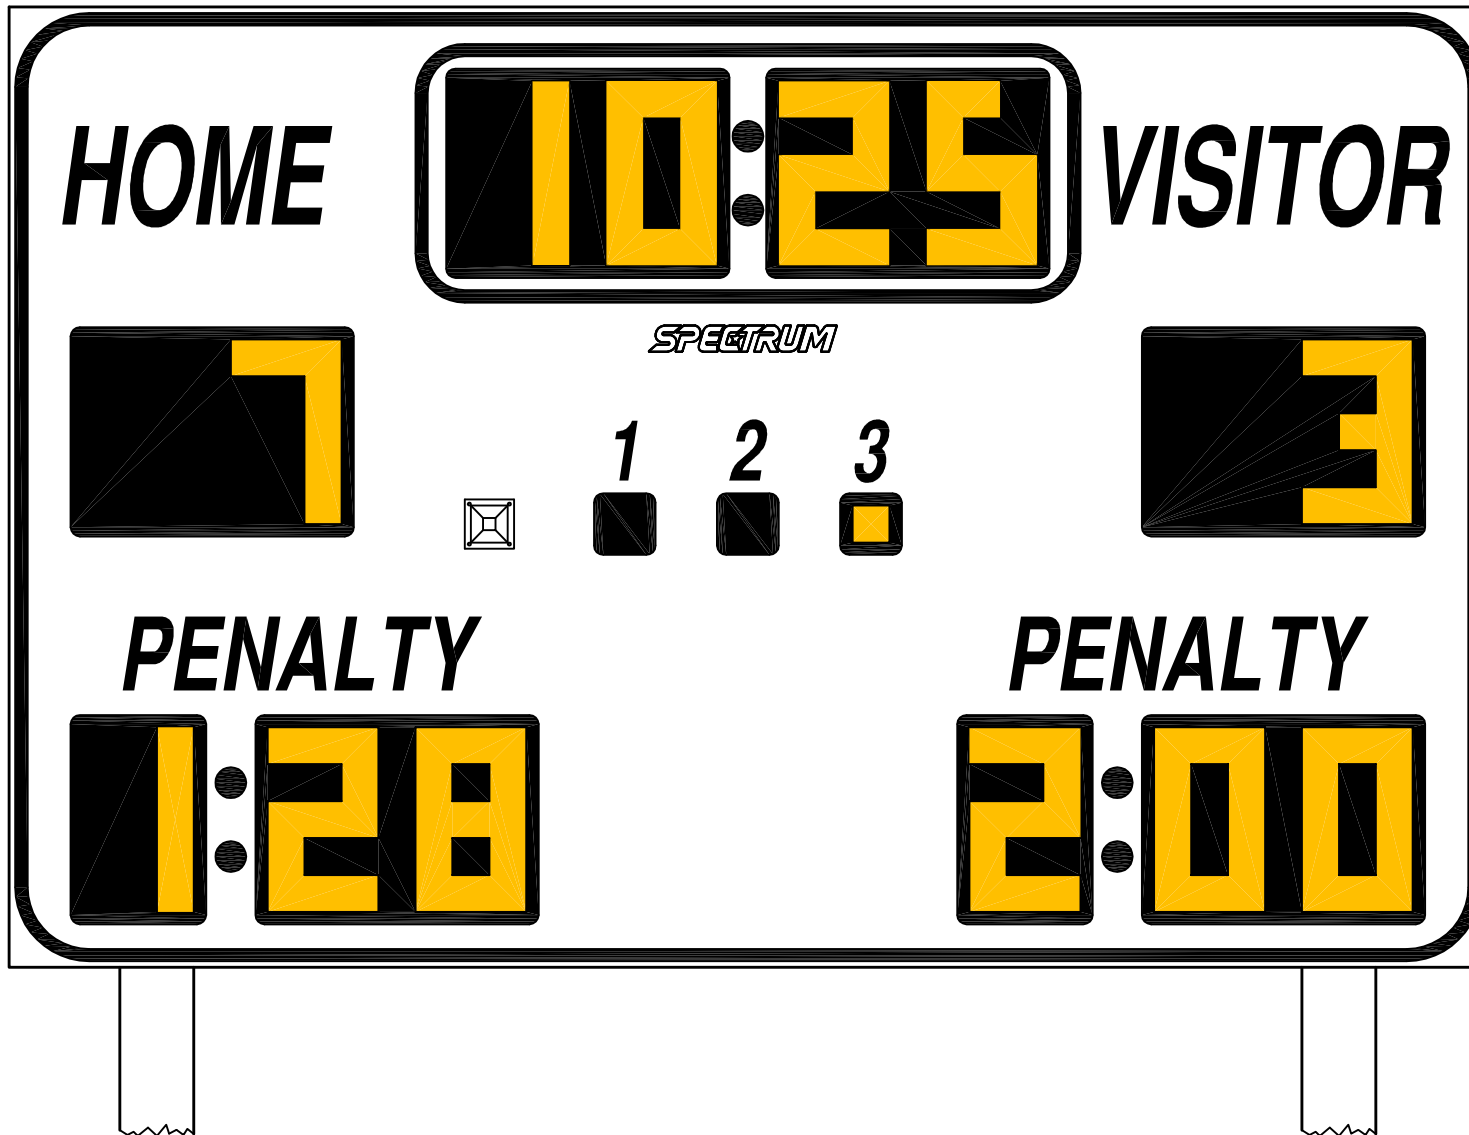 HOME 10:25 VISITOR
SPECTRUM
7 3
1 2 3
PENALTY PENALTY
1:28 2:00